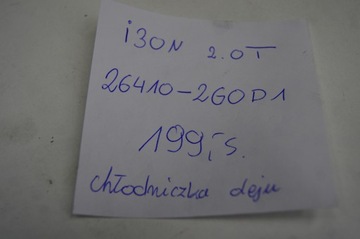 i30N 2.0T
26410-2GOD1
199,- s.
chłodniczka oleju